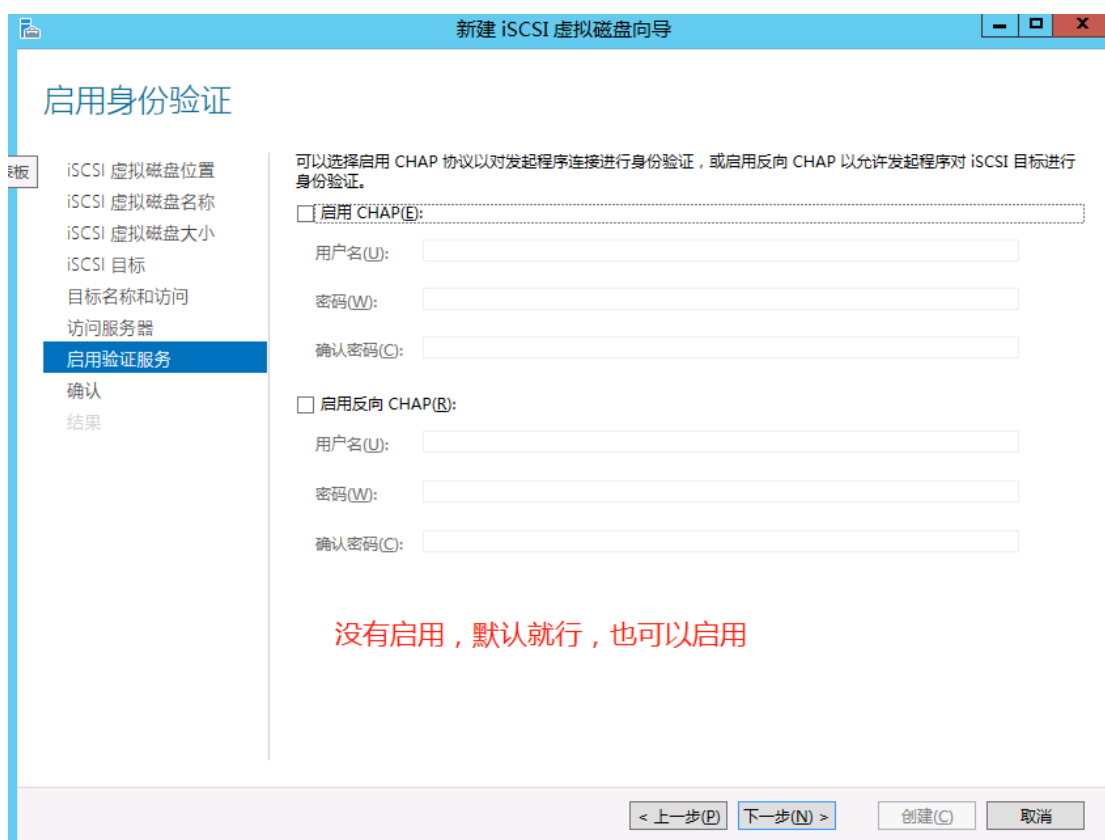 新建 iSCSI 虚拟磁盘向导
启用身份验证
板
iSCSI 虚拟磁盘位置
iSCSI 虚拟磁盘名称
iSCSI 虚拟磁盘大小
iSCSI 目标
目标名称和访问
访问服务器
启用验证服务
确认
结果
可以选择启用 CHAP 协议以对发起程序连接进行身份验证，或启用反向 CHAP 以允许发起程序对 iSCSI 目标进行
身份验证。
启用 CHAP(E):
用户名(U):
密码(W):
确认密码(C):
启用反向 CHAP(R):
用户名(U):
密码(W):
确认密码(C):
没有启用，默认就行，也可以启用
< 上一步(P) 下一步(N) > 创建(C) 取消